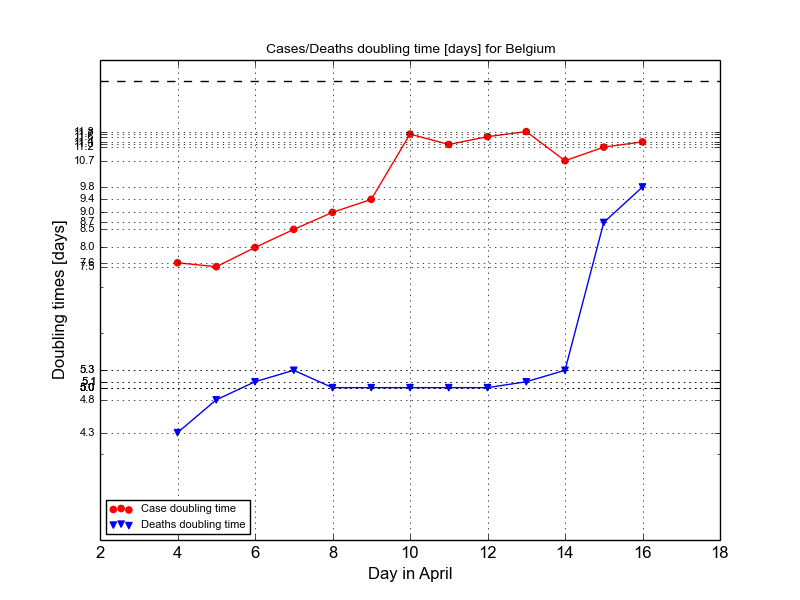 Cases/Deaths doubling time [days] for Belgium
Doubling times [days]
11.8
11.2
10.7
9.8
9.4
9.0
8.7
8.5
8.0
7.6
7.5
5.3
5.1
5.0
4.8
4.3
Case doubling time
Deaths doubling time
2 4 6 8 10 12 14 16 18
Day in April